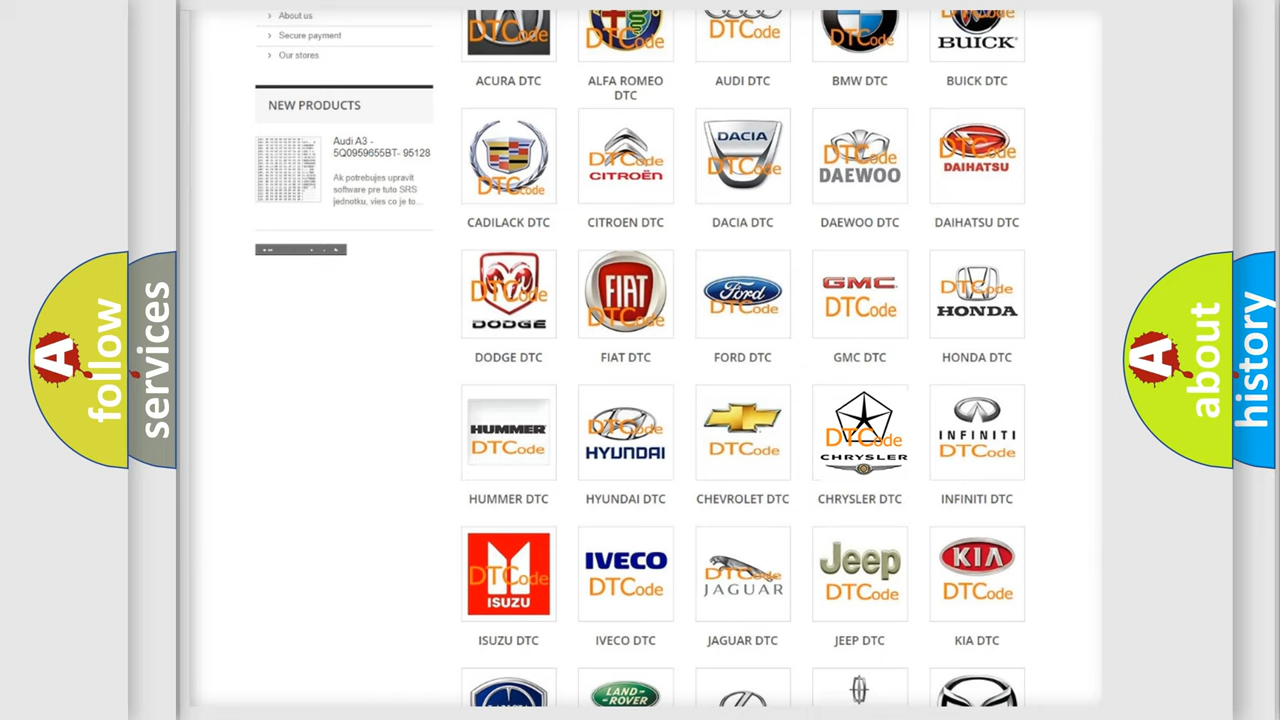 About us
Secure payment
Our stores
NEW PRODUCTS
Audi A3 -
5Q0959655BT- 95128
Ak potrebujes upravit
software pre tuto SRS
jednotku, vies co je to...
DTCode
DTCode
DTCode
DTCode
BUICK
ACURA DTC
ALFA ROMEO
DTC
AUDI DTC
BMW DTC
BUICK DTC
DTCode
DTCode
CITROËN
DACIA
DTCode
DTCode
DAEWOO
DTCode
DAIHATSU
CADILACK DTC
CITROEN DTC
DACIA DTC
DAEWOO DTC
DAIHATSU DTC
DTCode
DODGE
FIAT
DTCode
Ford
DTCode
GMC
DTCode
DTCode
HONDA
DODGE DTC
FIAT DTC
FORD DTC
GMC DTC
HONDA DTC
HUMMER
DTCode
DTCode
HYUNDAI
DTCode
DTCode
CHRYSLER
INFINITI
DTCode
HUMMER DTC
HYUNDAI DTC
CHEVROLET DTC
CHRYSLER DTC
INFINITI DTC
DTCode
ISUZU
IVECO
DTCode
DTCode
JAGUAR
Jeep
DTCode
KIA
DTCode
ISUZU DTC
IVECO DTC
JAGUAR DTC
JEEP DTC
KIA DTC
LAND-
ROVER
A
follow
services
A
about
history